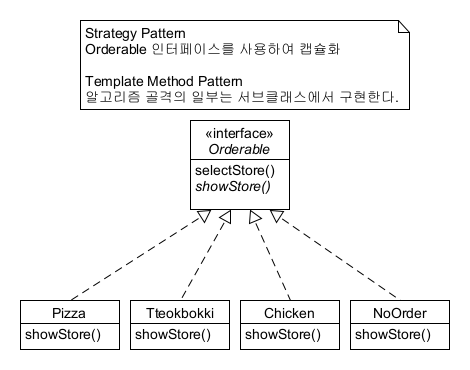 Strategy Pattern
Orderable 인터페이스를 사용하여 캡슐화
Template Method Pattern
알고리즘 골격의 일부는 서브클래스에서 구현한다.
«interface»
Orderable
selectStore()
showStore()
Pizza
showStore()
Tteokbokki
showStore()
Chicken
showStore()
NoOrder
showStore()